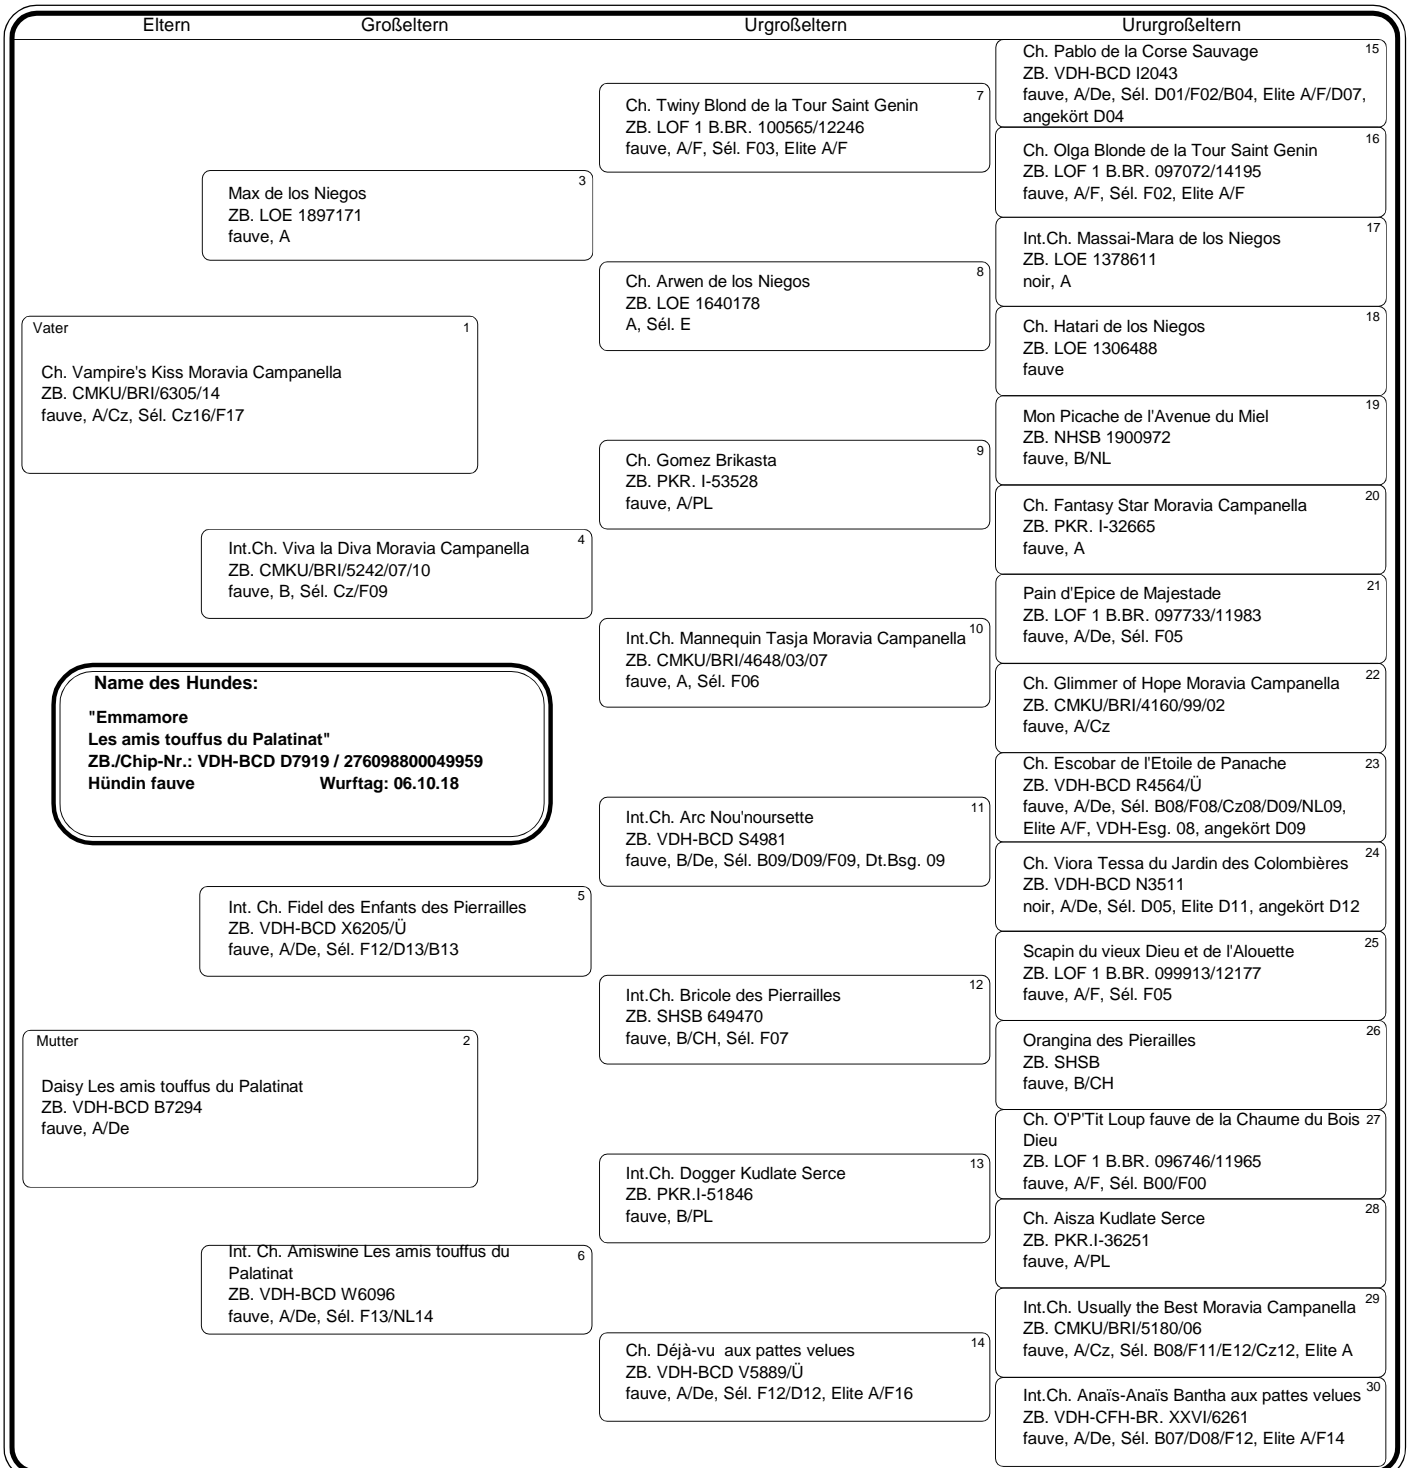 Eltern Großeltern Urgroßeltern Ururgroßeltern
Vater 1
Ch. Vampire's Kiss Moravia Campanella
ZB. CMKU/BRI/6305/14
fauve, A/Cz, Sél. Cz16/F17
Name des Hundes:
"Emmamore
Les amis touffus du Palatinat"
ZB./Chip-Nr.: VDH-BCD D7919 / 276098800049959
Hündin fauve Wurftag: 06.10.18
Mutter 2
Daisy Les amis touffus du Palatinat
ZB. VDH-BCD B7294
fauve, A/De
3
Max de los Niegos
ZB. LOE 1897171
fauve, A
4
Int.Ch. Viva la Diva Moravia Campanella
ZB. CMKU/BRI/5242/07/10
fauve, B, Sél. Cz/F09
5
Int. Ch. Fidel des Enfants des Pierrailles
ZB. VDH-BCD X6205/Ü
fauve, A/De, Sél. F12/D13/B13
6
Int. Ch. Amiswine Les amis touffus du
Palatinat
ZB. VDH-BCD W6096
fauve, A/De, Sél. F13/NL14
7
Ch. Twiny Blond de la Tour Saint Genin
ZB. LOF 1 B.BR. 100565/12246
fauve, A/F, Sél. F03, Elite A/F
8
Ch. Arwen de los Niegos
ZB. LOE 1640178
A, Sél. E
9
Ch. Gomez Brikasta
ZB. PKR. I-53528
fauve, A/PL
10
Int.Ch. Mannequin Tasja Moravia Campanella
ZB. CMKU/BRI/4648/03/07
fauve, A, Sél. F06
11
Int.Ch. Arc Nou'noursette
ZB. VDH-BCD S4981
fauve, B/De, Sél. B09/D09/F09, Dt.Bsg. 09
12
Int.Ch. Bricole des Pierrailles
ZB. SHSB 649470
fauve, B/CH, Sél. F07
13
Int.Ch. Dogger Kudlate Serce
ZB. PKR.I-51846
fauve, B/PL
14
Ch. Déjà-vu aux pattes velues
ZB. VDH-BCD V5889/Ü
fauve, A/De, Sél. F12/D12, Elite A/F16
15
Ch. Pablo de la Corse Sauvage
ZB. VDH-BCD I2043
fauve, A/De, Sél. D01/F02/B04, Elite A/F/D07,
angekört D04
16
Ch. Olga Blonde de la Tour Saint Genin
ZB. LOF 1 B.BR. 097072/14195
fauve, A/F, Sél. F02, Elite A/F
17
Int.Ch. Massai-Mara de los Niegos
ZB. LOE 1378611
noir, A
18
Ch. Hatari de los Niegos
ZB. LOE 1306488
fauve
19
Mon Picache de l'Avenue du Miel
ZB. NHSB 1900972
fauve, B/NL
20
Ch. Fantasy Star Moravia Campanella
ZB. PKR. I-32665
fauve, A
21
Pain d'Epice de Majestade
ZB. LOF 1 B.BR. 097733/11983
fauve, A/De, Sél. F05
22
Ch. Glimmer of Hope Moravia Campanella
ZB. CMKU/BRI/4160/99/02
fauve, A/Cz
23
Ch. Escobar de l'Etoile de Panache
ZB. VDH-BCD R4564/Ü
fauve, A/De, Sél. B08/F08/Cz08/D09/NL09,
Elite A/F, VDH-Esg. 08, angekört D09
24
Ch. Viora Tessa du Jardin des Colombières
ZB. VDH-BCD N3511
noir, A/De, Sél. D05, Elite D11, angekört D12
25
Scapin du vieux Dieu et de l'Alouette
ZB. LOF 1 B.BR. 099913/12177
fauve, A/F, Sél. F05
26
Orangina des Pierailles
ZB. SHSB
fauve, B/CH
27
Ch. O'P'Tit Loup fauve de la Chaume du Bois
Dieu
ZB. LOF 1 B.BR. 096746/11965
fauve, A/F, Sél. B00/F00
28
Ch. Aisza Kudlate Serce
ZB. PKR.I-36251
fauve, A/PL
29
Int.Ch. Usually the Best Moravia Campanella
ZB. CMKU/BRI/5180/06
fauve, A/Cz, Sél. B08/F11/E12/Cz12, Elite A
30
Int.Ch. Anaïs-Anaïs Bantha aux pattes velues
ZB. VDH-CFH-BR. XXVI/6261
fauve, A/De, Sél. B07/D08/F12, Elite A/F14